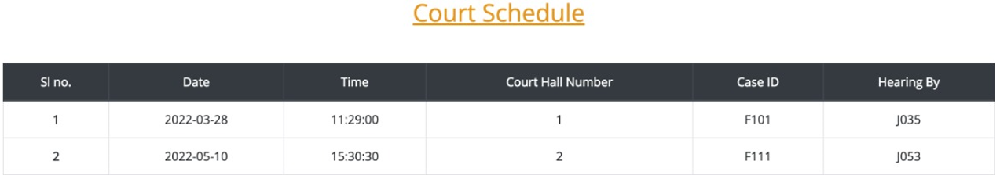 Court Schedule
Sl no. Date Time Court Hall Number Case ID Hearing By
1 2022-03-28 11:29:00 1 F101 J035
2 2022-05-10 15:30:30 2 F111 J053